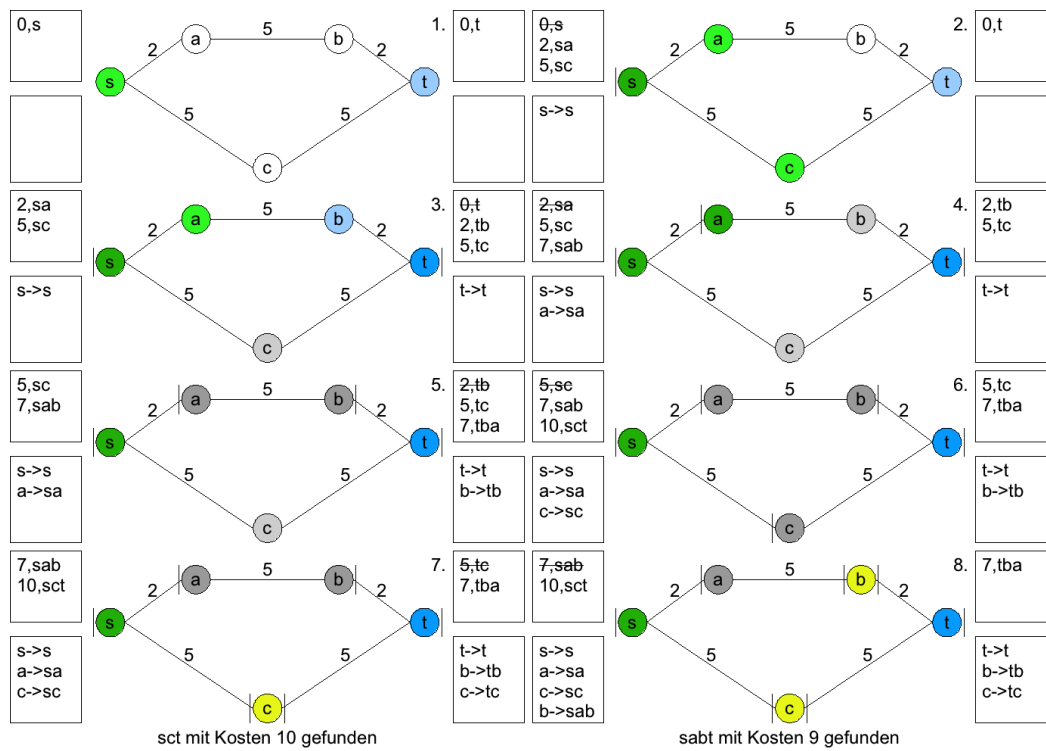 0,s
2
a
5
b
2
s
t
5
5
c
1.
0,t
0,s
2,sa
5,sc
s->s
2
a
5
b
2
s
t
5
5
c
2.
0,t
2,sa
5,sc
s->s
2
a
5
b
2
s
t
5
5
c
3.
0,t
2,tb
5,tc
t->t
2,sa
5,sc
7,sab
s->s
a->sa
2
a
5
b
2
s
t
5
5
c
4.
2,tb
5,tc
t->t
5,sc
7,sab
s->s
a->sa
2
a
5
b
2
s
t
5
5
c
5.
2,tb
5,tc
7,tba
t->t
b->tb
5,sc
7,sab
10,sct
s->s
a->sa
c->sc
2
a
5
b
2
s
t
5
5
c
6.
5,tc
7,tba
t->t
b->tb
7,sab
10,sct
s->s
a->sa
c->sc
2
a
5
b
2
s
t
5
5
c
7.
5,tc
7,tba
t->t
b->tb
c->tc
sct mit Kosten 10 gefunden
7,sab
10,sct
s->s
a->sa
c->sc
b->sab
2
a
5
b
2
s
t
5
5
c
8.
7,tba
t->t
b->tb
c->tc
sabt mit Kosten 9 gefunden